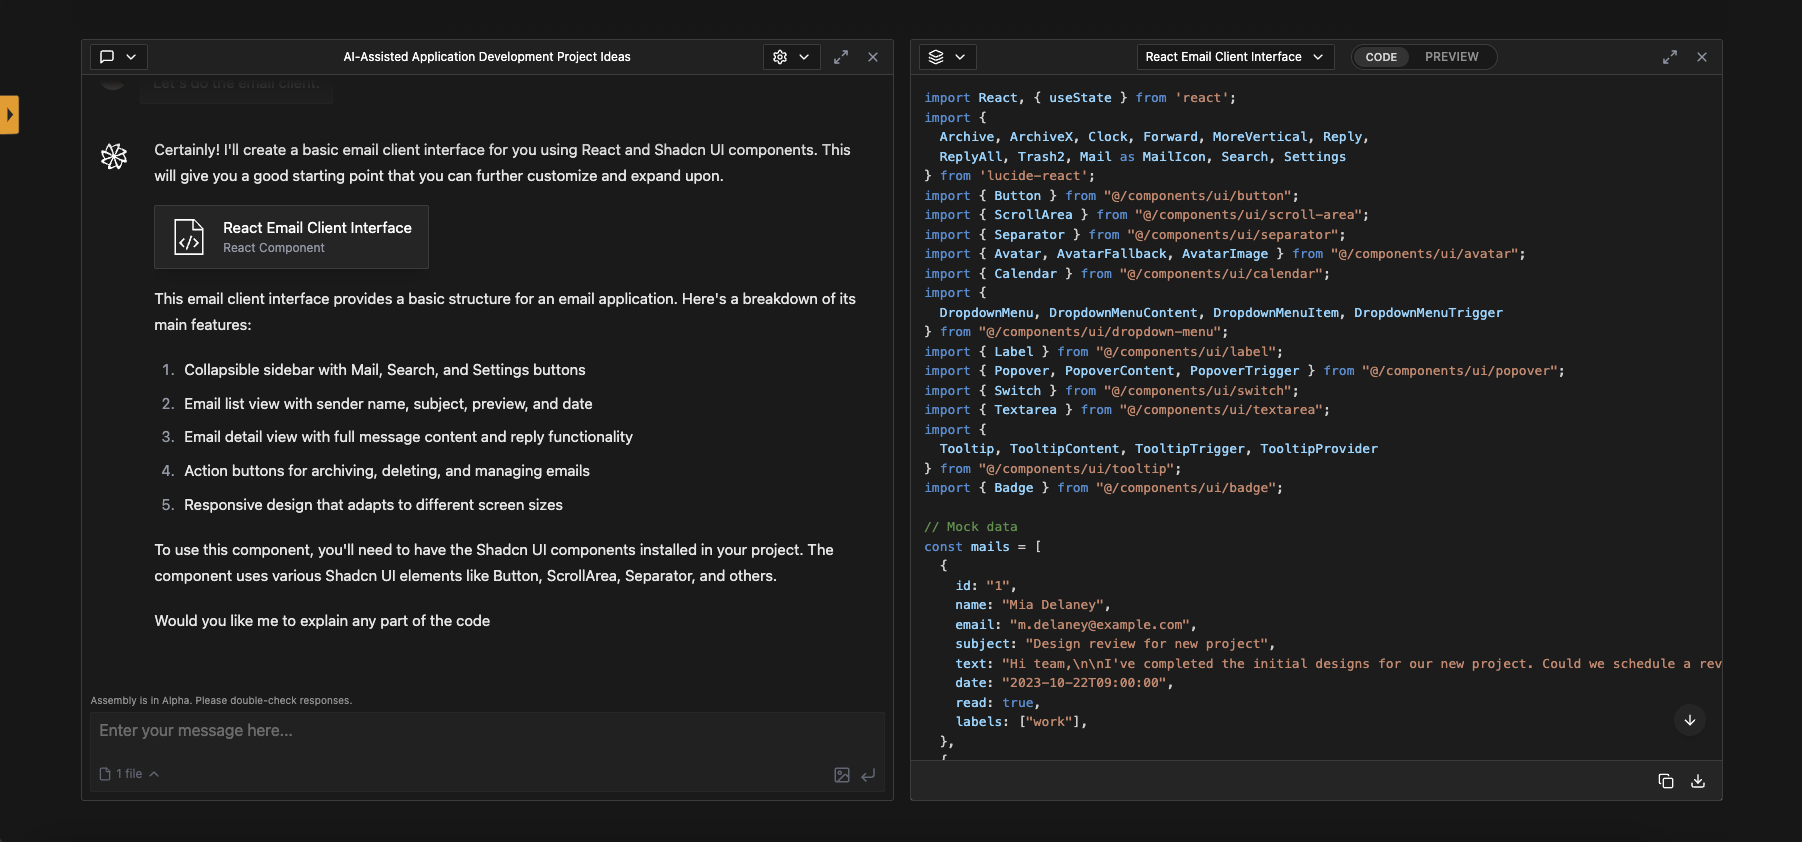 AI-Assisted Application Development Project Ideas
Let's do the email client.
Certainly! I'll create a basic email client interface for you using React and Shadcn UI components. This
will give you a good starting point that you can further customize and expand upon.
React Email Client Interface
React Component
This email client interface provides a basic structure for an email application. Here's a breakdown of its
main features:
1. Collapsible sidebar with Mail, Search, and Settings buttons
2. Email list view with sender name, subject, preview, and date
3. Email detail view with full message content and reply functionality
4. Action buttons for archiving, deleting, and managing emails
5. Responsive design that adapts to different screen sizes
To use this component, you'll need to have the Shadcn UI components installed in your project. The
component uses various Shadcn UI elements like Button, ScrollArea, Separator, and others.
Would you like me to explain any part of the code
Assembly is in Alpha. Please double-check responses.
Enter your message here...
1 file
React Email Client Interface
CODE
PREVIEW
import React, { useState } from 'react';
import {
  Archive, ArchiveX, Clock, Forward, MoreVertical, Reply,
  ReplyAll, Trash2, Mail as MailIcon, Search, Settings
} from 'lucide-react';
import { Button } from "@/components/ui/button";
import { ScrollArea } from "@/components/ui/scroll-area";
import { Separator } from "@/components/ui/separator";
import { Avatar, AvatarFallback, AvatarImage } from "@/components/ui/avatar";
import { Calendar } from "@/components/ui/calendar";
import {
  DropdownMenu, DropdownMenuContent, DropdownMenuItem, DropdownMenuTrigger
} from "@/components/ui/dropdown-menu";
import { Label } from "@/components/ui/label";
import { Popover, PopoverContent, PopoverTrigger } from "@/components/ui/popover";
import { Switch } from "@/components/ui/switch";
import { Textarea } from "@/components/ui/textarea";
import {
  Tooltip, TooltipContent, TooltipTrigger, TooltipProvider
} from "@/components/ui/tooltip";
import { Badge } from "@/components/ui/badge";
// Mock data
const mails = [
  {
    id: "1",
    name: "Mia Delaney",
    email: "m.delaney@example.com",
    subject: "Design review for new project",
    text: "Hi team,\n\nI've completed the initial designs for our new project. Could we schedule a rev
    date: "2023-10-22T09:00:00",
    read: true,
    labels: ["work"],
  },
  {